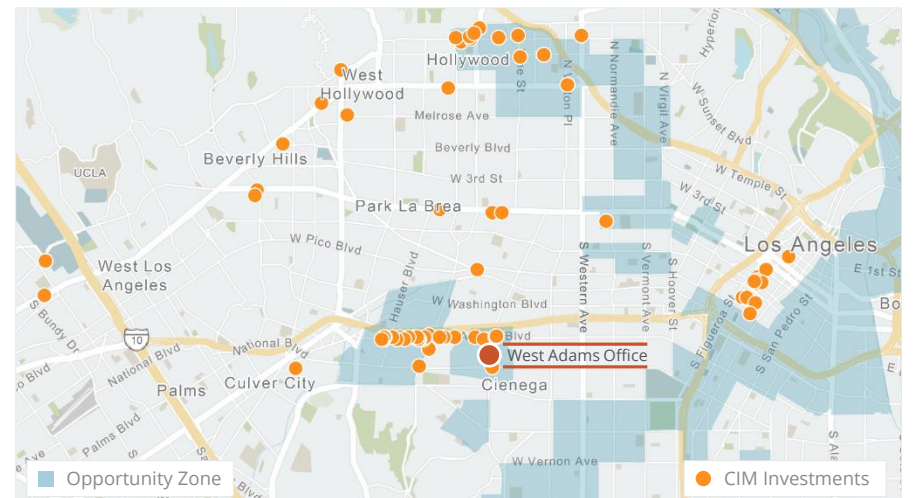 Hollywood
West
Hollywood
Melrose Ave
Beverly Blvd
Beverly Hills
UCLA
W 3rd St
Park La Brea
W Pico Blvd
N Normandie Ave
N Virgil Ave
Hyperion
W Sunset Blvd
W Temple St
W 3rd St
Los Angeles
E 1st St
West Los
Angeles
S Bundy Dr
Hauser Blvd
W Washington Blvd
S Western Ave
S Vermont Ave
S Hoover St
S Figueroa St
S San Pedro St
10
National Blvd
National Blvd
Palms
Culver City
Blvd
West Adams Office
Cienega
Palms Blvd
W Vernon Ave
Opportunity Zone
CIM Investments